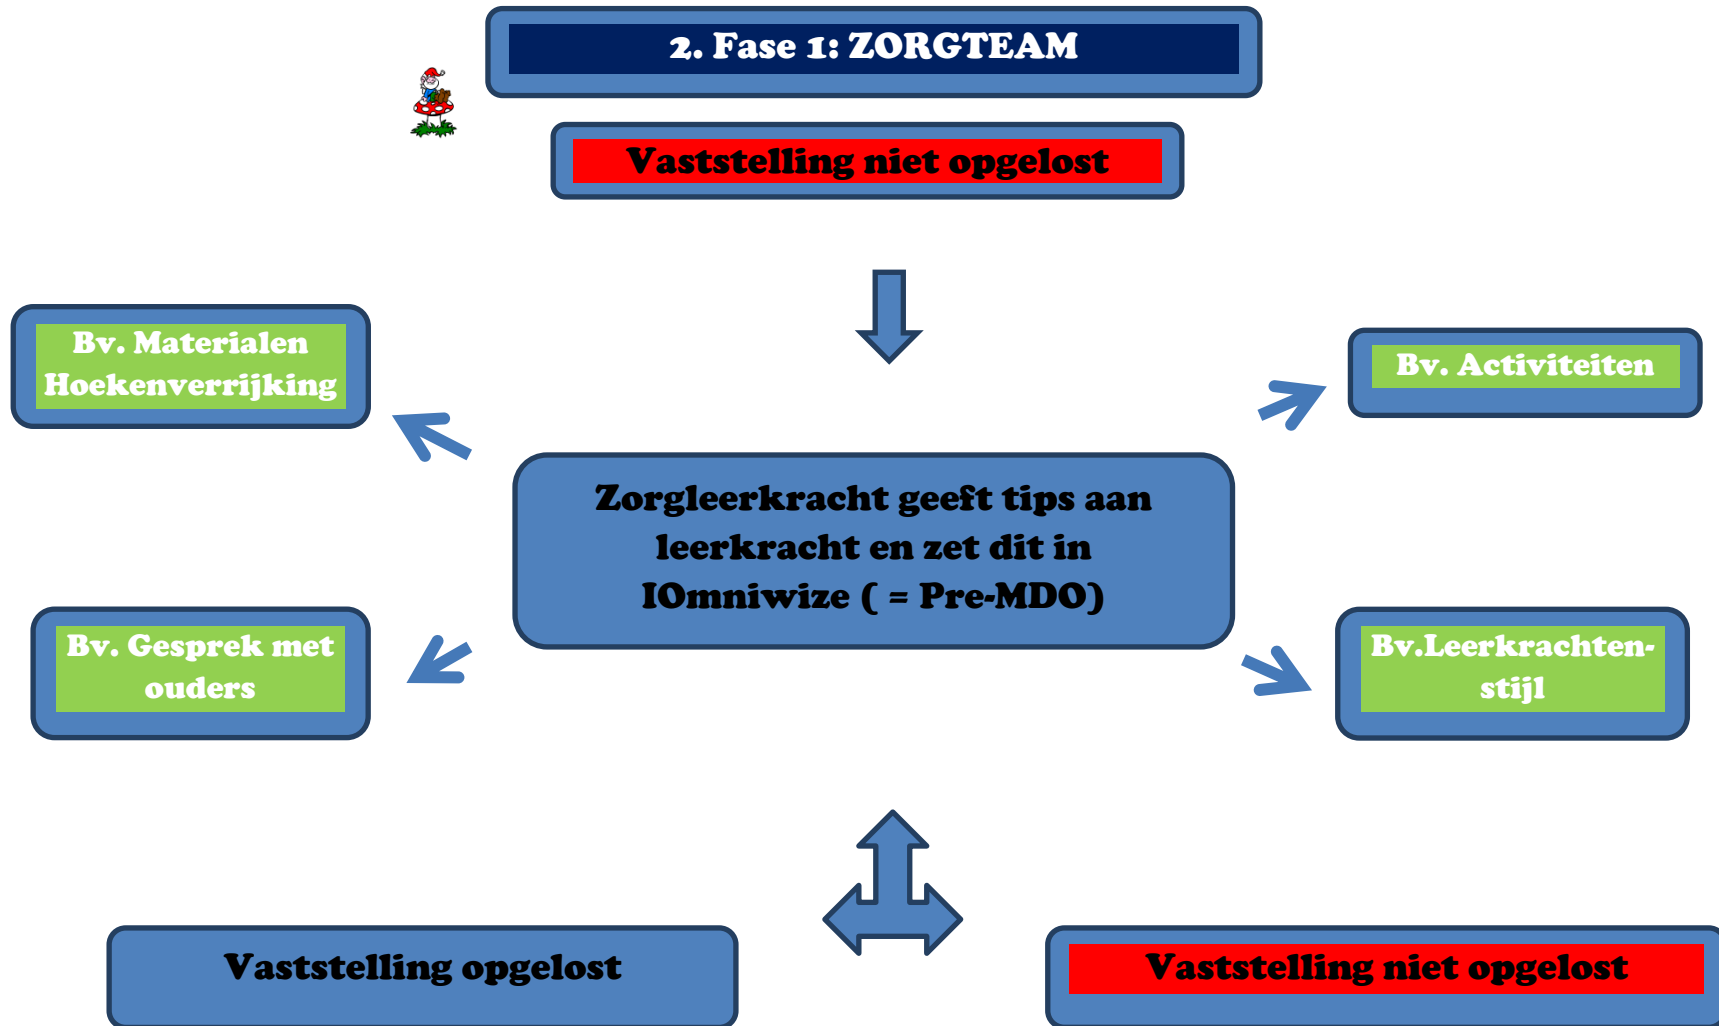 2. Fase 1: ZORGTEAM
Vaststelling niet opgelost
Bv. Materialen
Hoekenverrijking
Bv. Activiteiten
Zorgleerkracht geeft tips aan
leerkracht en zet dit in
IOmniwize ( = Pre-MDO)
Bv. Gesprek met
ouders
Bv.Leerkrachten-
stijl
Vaststelling opgelost
Vaststelling niet opgelost